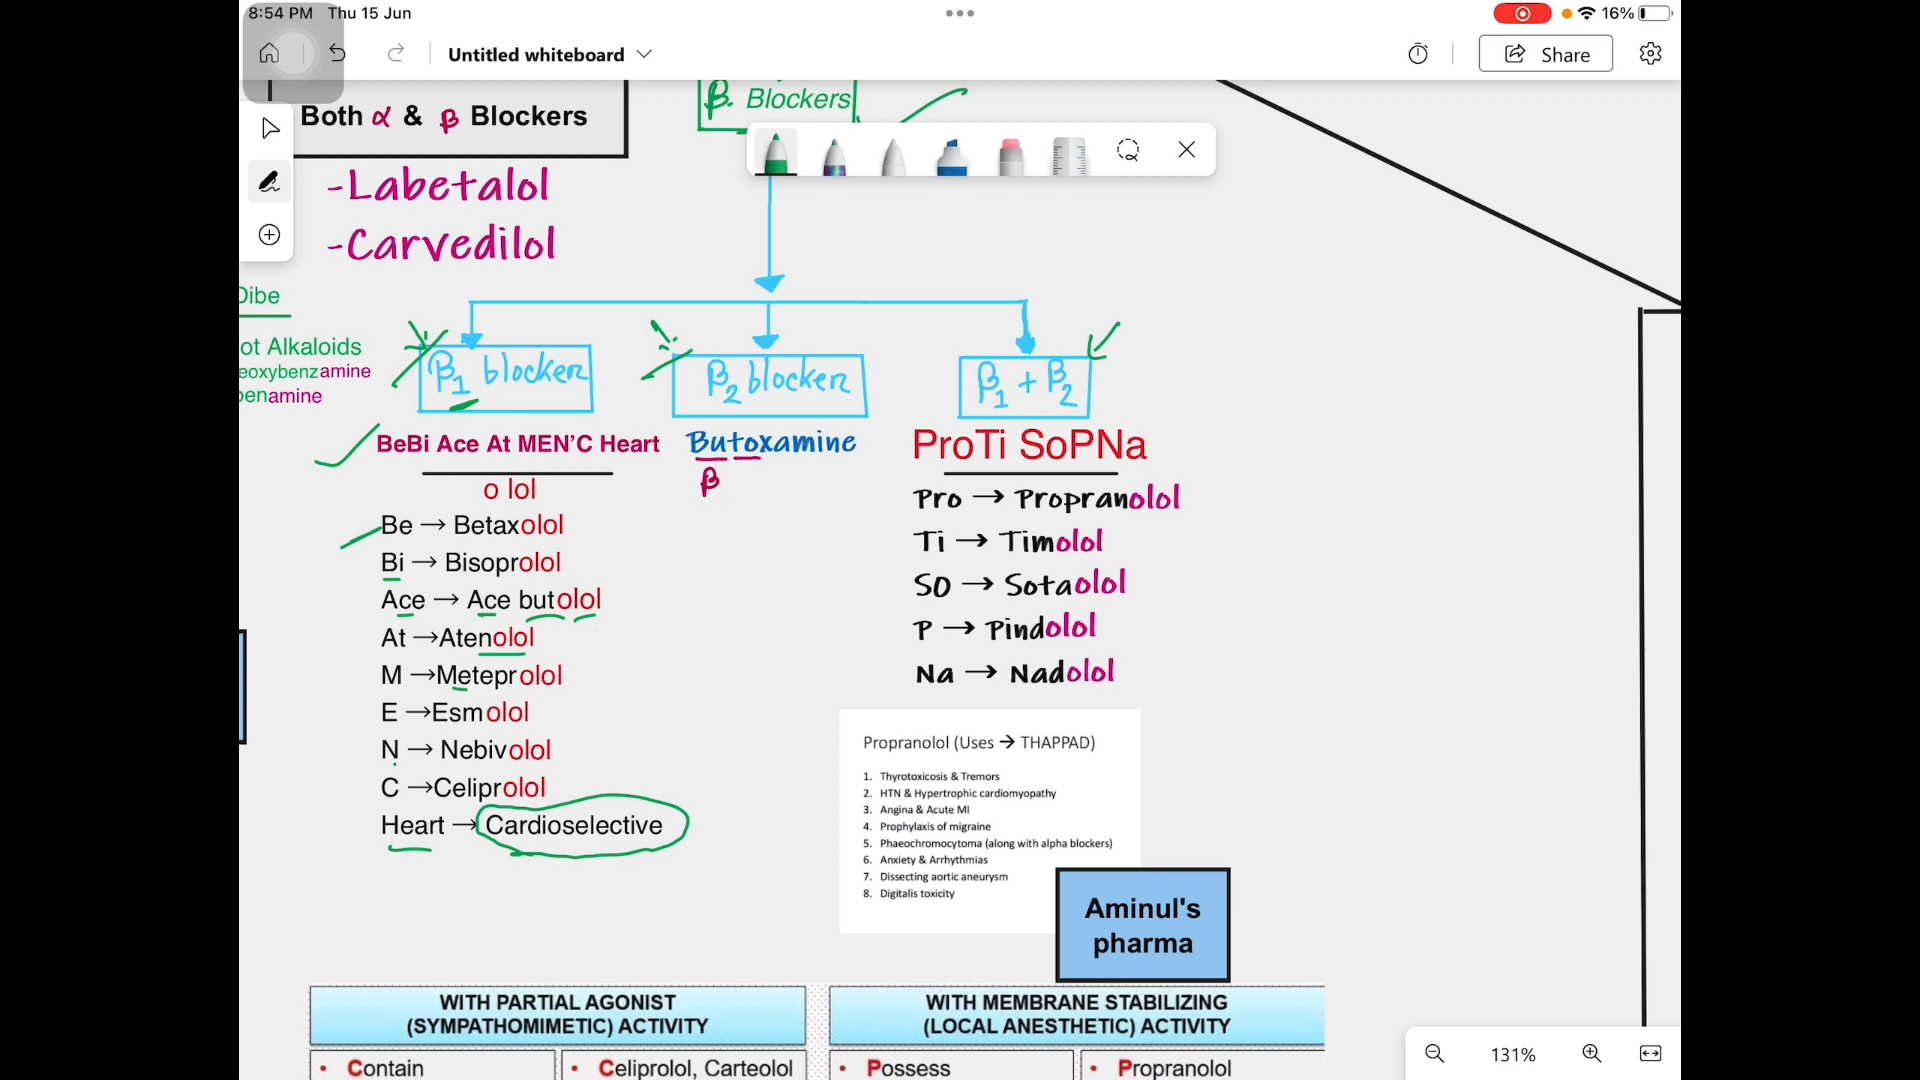 8:54 PM Thu 15 Jun
16%
Untitled whiteboard
Share
β. Blockers
Both α & β Blockers
-Labetalol
-Carvedilol
Dibe
ot Alkaloids
eoxybenzamine
enamine
β1 blocker
β2 blocker
β1 + β2
BeBi Ace At MEN'C Heart
o lol
Be → Betaxolol
Bi → Bisoprolol
Ace → Ace butolol
At →Atenolol
M →Meteprolol
E →Esmolol
N → Nebivolol
C →Celiprolol
Heart → Cardioselective
Butoxamine
β
ProTi SoPNa
Pro → Propranolol
Ti → Timolol
SO → Sotaolol
P → Pindolol
Na → Nadolol
Propranolol (Uses → THAPPAD)
1. Thyrotoxicosis & Tremors
2. HTN & Hypertrophic cardiomyopathy
3. Angina & Acute MI
4. Prophylaxis of migraine
5. Phaeochromocytoma (along with alpha blockers)
6. Anxiety & Arrhythmias
7. Dissecting aortic aneurysm
8. Digitalis toxicity
Aminul's
pharma
WITH PARTIAL AGONIST
(SYMPATHOMIMETIC) ACTIVITY
• Contain
• Celiprolol, Carteolol
WITH MEMBRANE STABILIZING
(LOCAL ANESTHETIC) ACTIVITY
• Possess
• Propranolol
131%